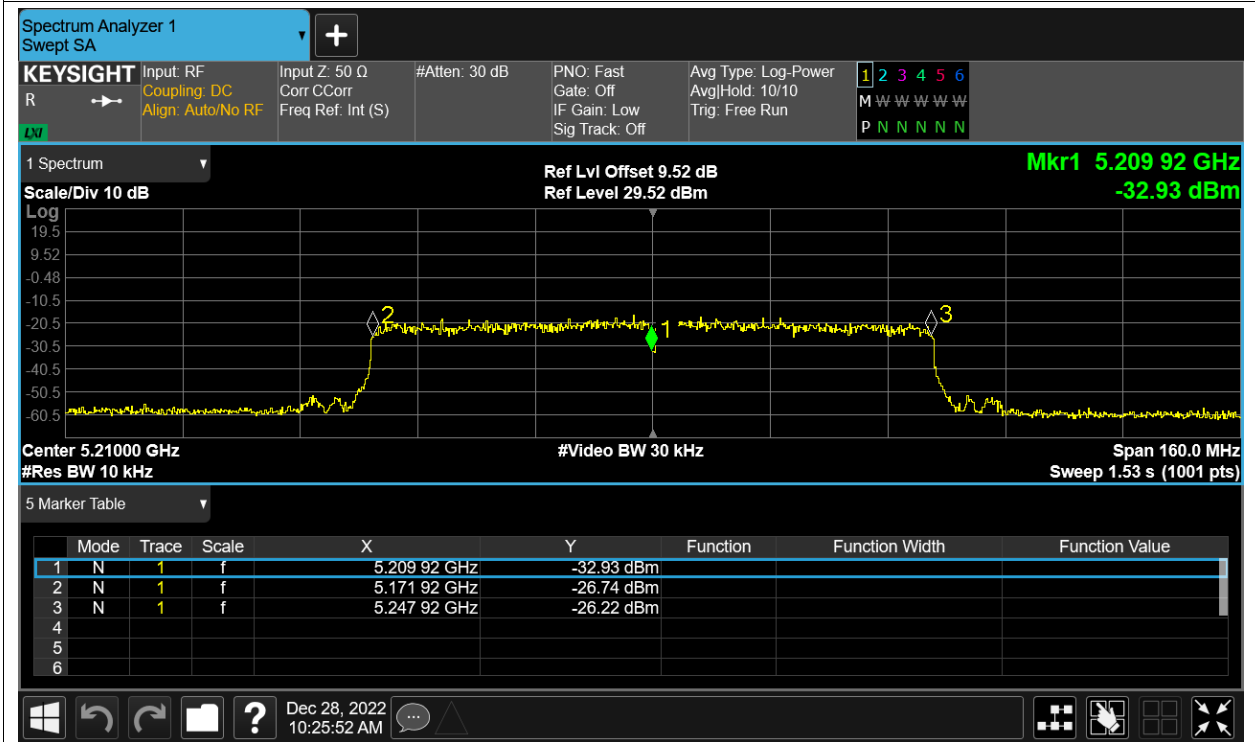 Spectrum Analyzer 1
Swept SA
+
KEYSIGHT Input: RF Input Z: 50 Ω #Atten: 30 dB PNO: Fast Avg Type: Log-Power 1 2 3 4 5 6
R Coupling: DC Corr CCorr Gate: Off Avg|Hold: 10/10 M W W W W W
Align: Auto/No RF Freq Ref: Int (S) IF Gain: Low Trig: Free Run
LXI Sig Track: Off P N N N N N
1 Spectrum Ref Lvl Offset 9.52 dB Mkr1 5.209 92 GHz
Scale/Div 10 dB Ref Level 29.52 dBm -32.93 dBm
Log
19.5
9.52
-0.48
-10.5
2 3
-20.5
1
-30.5
-40.5
-50.5
-60.5
Center 5.21000 GHz #Video BW 30 kHz Span 160.0 MHz
#Res BW 10 kHz Sweep 1.53 s (1001 pts)
5 Marker Table
Mode Trace Scale X Y Function Function Width Function Value
1 N 1 f 5.209 92 GHz -32.93 dBm
2 N 1 f 5.171 92 GHz -26.74 dBm
3 N 1 f 5.247 92 GHz -26.22 dBm
4
5
6
? Dec 28, 2022
10:25:52 AM